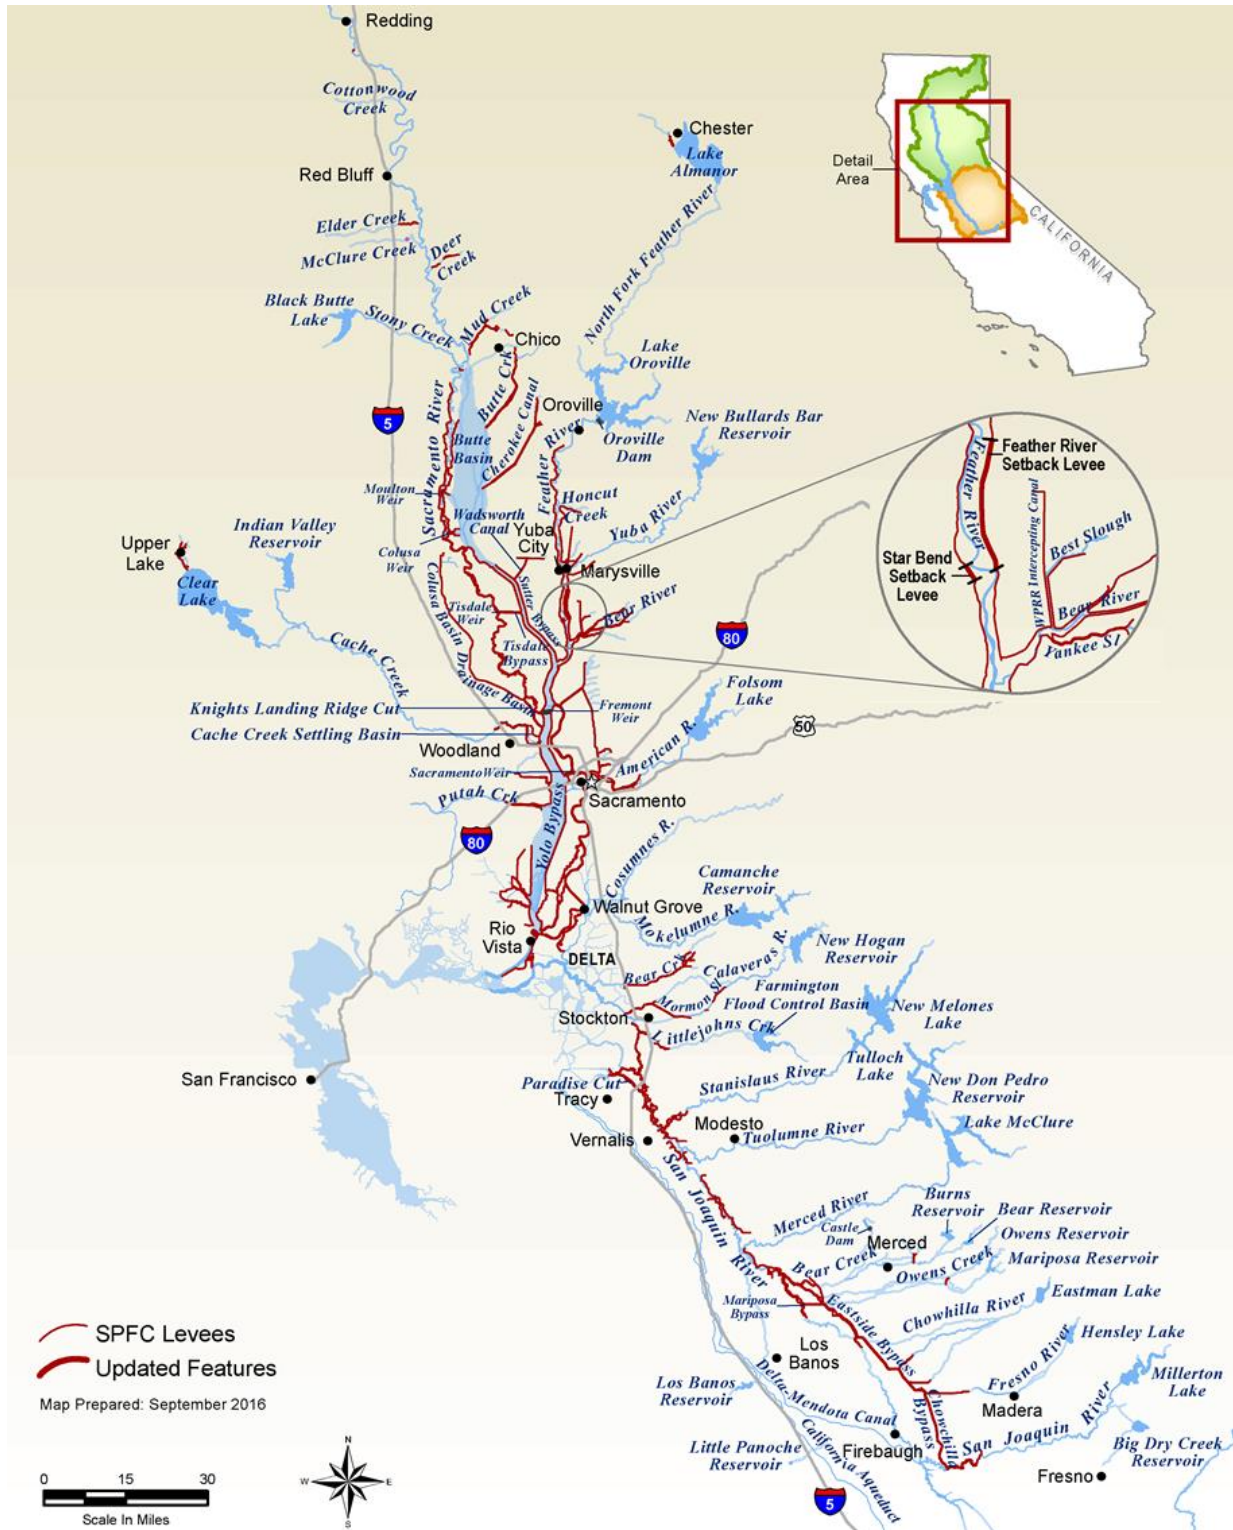 Redding
Cottonwood
Creek
Chester
Lake
Almanor
Red Bluff
Detail
Area
CALIFORNIA
Elder Creek
McClure Creek
Deer
Creek
North Fork Feather River
Black Butte
Lake
Stony Creek
Mud Creek
Chico
Lake
Oroville
5
Sacramento River
Butte Crk
Cherokee Canal
Oroville
New Bullards Bar
Reservoir
Butte
Basin
Feather River
Oroville
Dam
Feather River
Feather River
Setback Levee
WPRR Intercepting Canal
Best Slough
Star Bend
Setback
Levee
Bear River
Yankee Sl
Moulton
Weir
Honcut
Creek
Yuba River
Indian Valley
Reservoir
Wadsworth
Canal
Yuba
City
Upper
Lake
Colusa
Weir
Marysville
Clear
Lake
Colusa Basin Drainage Basin
Sutter Bypass
Tisdale
Weir
Bear River
80
Cache Creek
Tisdale
Bypass
Folsom
Lake
Knights Landing Ridge Cut
Fremont
Weir
Cache Creek Settling Basin
50
Woodland
American R.
Sacramento Weir
Putah Crk
Sacramento
80
Yolo Bypass
Cosumnes R.
Camanche
Reservoir
Walnut Grove
Mokelumne R.
Rio
Vista
DELTA
New Hogan
Reservoir
Bear Crk
Calaveras R.
Farmington
Flood Control Basin
Mormon Sl
New Melones
Lake
Stockton
Littlejohns Crk
Tulloch
Lake
San Francisco
Paradise Cut
Stanislaus River
New Don Pedro
Reservoir
Tracy
Modesto
Lake McClure
Vernalis
Tuolumne River
San Joaquin River
Merced River
Burns
Reservoir
Bear Reservoir
Castle
Dam
Owens Reservoir
Merced
Bear Creek
Owens Creek
Mariposa Reservoir
Mariposa
Bypass
Eastside Bypass
Chowhilla River
Eastman Lake
Hensley Lake
SPFC Levees
Updated Features
Map Prepared: September 2016
Los
Banos
Fresno River
Millerton
Lake
Los Banos
Reservoir
Delta-Mendota Canal
Chowchilla
Bypass
Madera
San Joaquin River
Firebaugh
Little Panoche
Reservoir
California Aqueduct
Big Dry Creek
Reservoir
Fresno
5
N
W
E
S
0 15 30
Scale In Miles